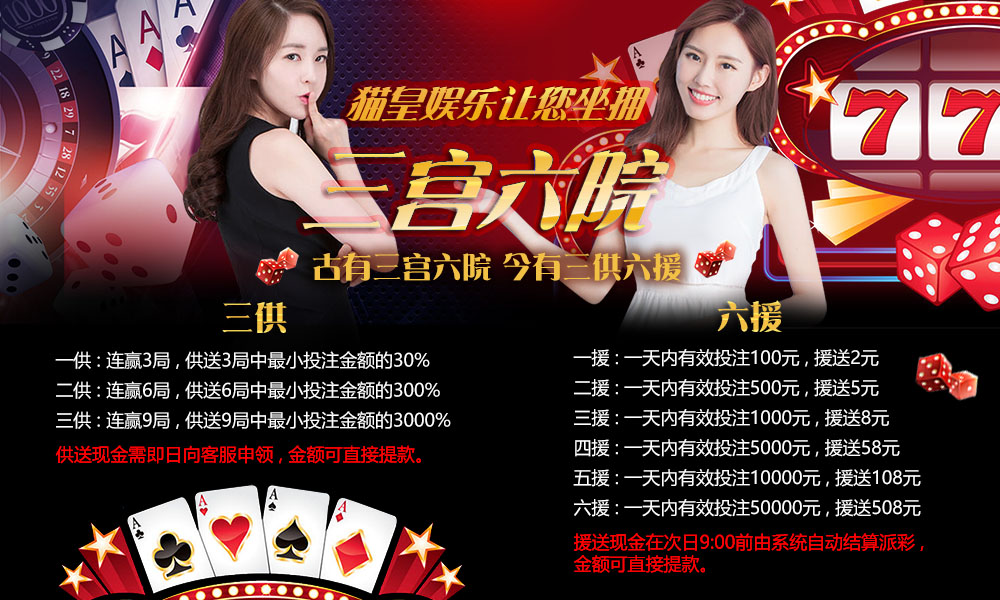 猫皇娱乐让您坐拥
三宫六院
古有三宫六院 今有三供六援
三供
一供：连赢3局，供送3局中最小投注金额的30%
二供：连赢6局，供送6局中最小投注金额的300%
三供：连赢9局，供送9局中最小投注金额的3000%
供送现金需即日向客服申领，金额可直接提款。
六援
一援：一天内有效投注100元，援送2元
二援：一天内有效投注500元，援送5元
三援：一天内有效投注1000元，援送8元
四援：一天内有效投注5000元，援送58元
五援：一天内有效投注10000元，援送108元
六援：一天内有效投注50000元，援送508元
援送现金在次日9:00前由系统自动结算派彩，
金额可直接提款。
A
A
A
A
A
A
A
A
77